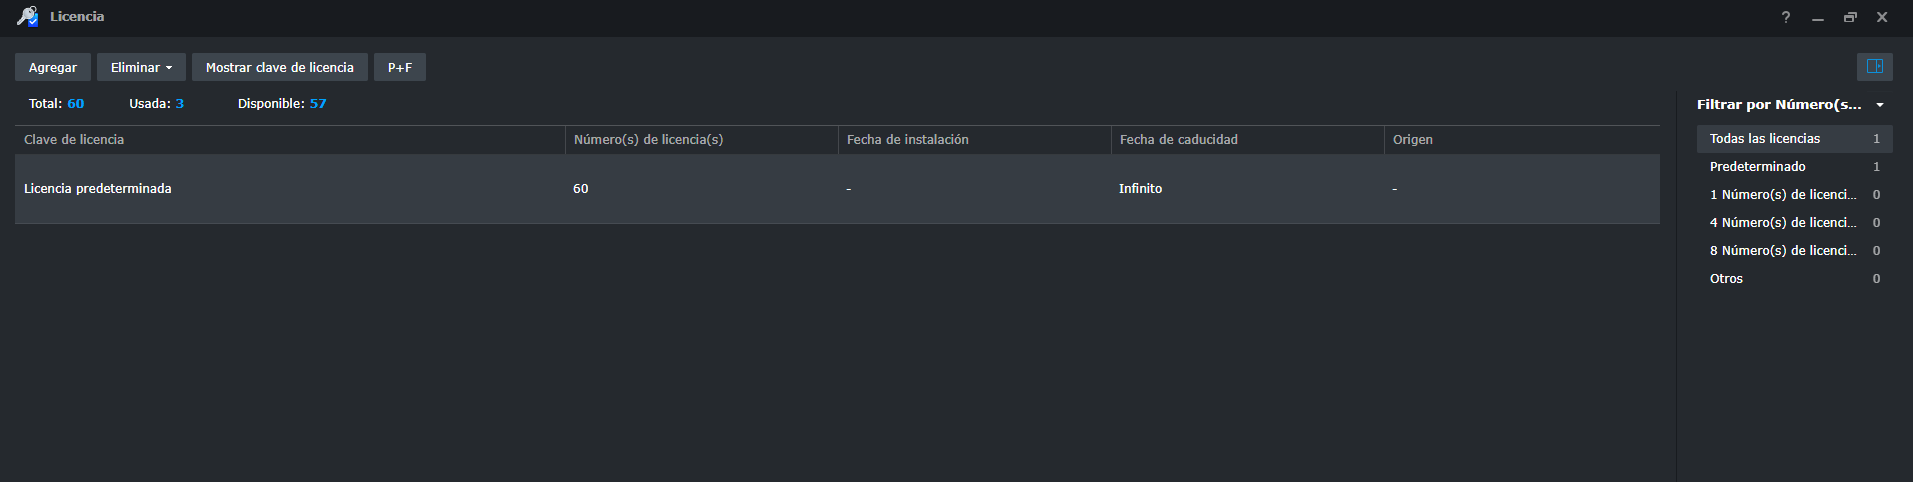 Licencia
?
Agregar Eliminar Mostrar clave de licencia P+F
Total: 60 Usada: 3 Disponible: 57
Clave de licencia Número(s) de licencia(s) Fecha de instalación Fecha de caducidad Origen
Licencia predeterminada 60 - Infinito -
Filtrar por Número(s...
Todas las licencias 1
Predeterminado 1
1 Número(s) de licenci... 0
4 Número(s) de licenci... 0
8 Número(s) de licenci... 0
Otros 0